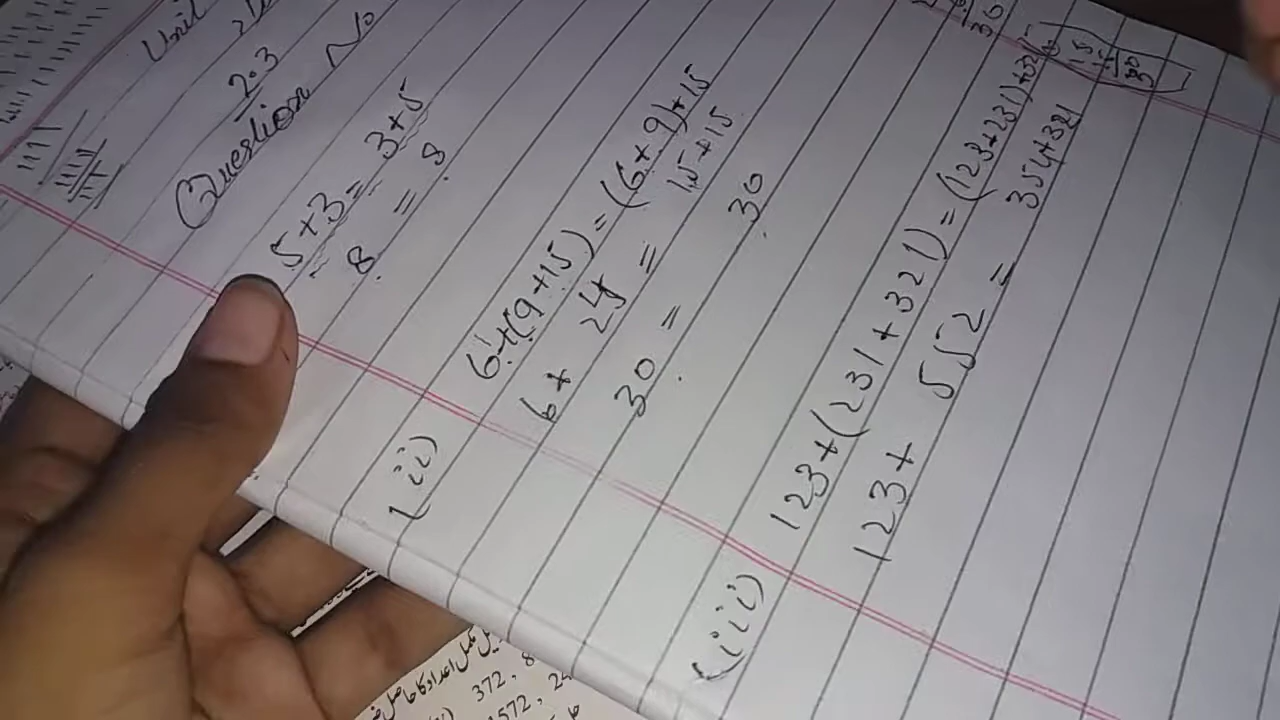 2.3
Question No
5+3 = 3+5
8 = 8
(ii) 6+(9+15) = (6+9)+15
6+ 24 = 15+15
30 = 30
(iii) 123+(231+321) = (123+231)+321
123+ 552 = 354+321
372, 8
1572, 24